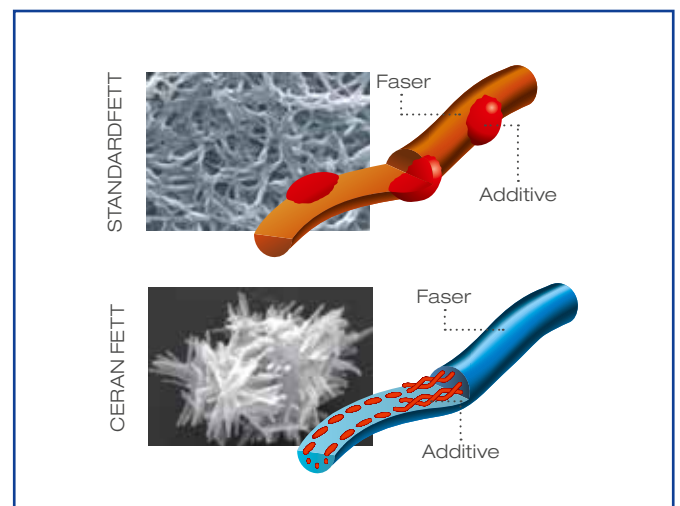 STANDARDFETT
Faser
Additive
CERAN FETT
Faser
Additive